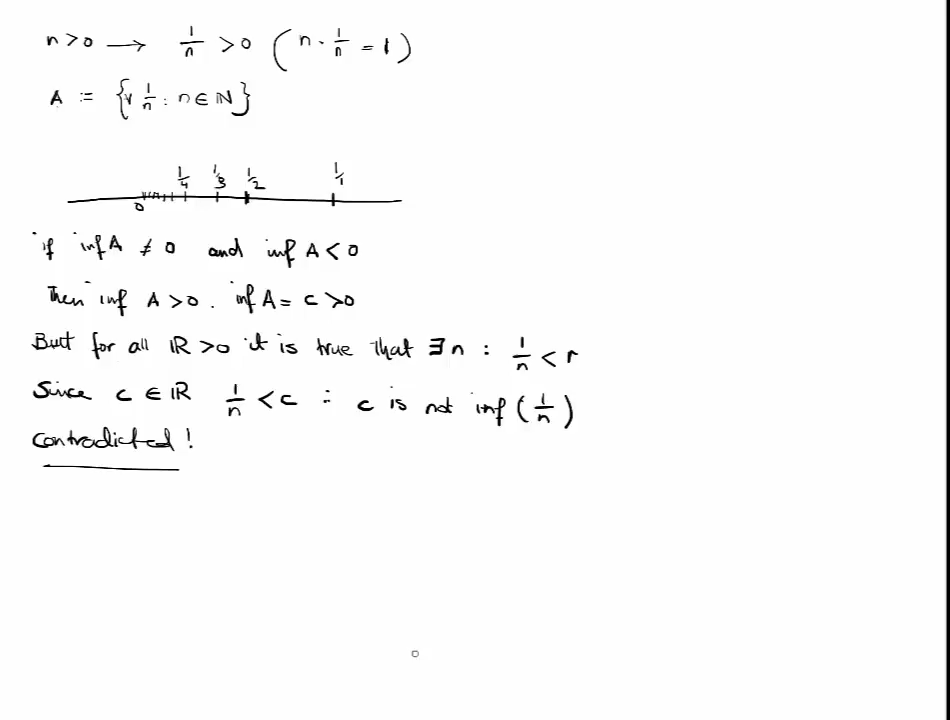 n > 0 → 1/n > 0 (n · 1/n = 1)
A := { 1/n : n ∈ ℕ }
1/4 1/3 1/2 1/1
0
if inf A ≠ 0 and inf A < 0
Then inf A > 0 . inf A = c > 0
But for all ℝ > 0 it is true that ∃ n : 1/n < r
Since c ∈ ℝ 1/n < c ∴ c is not inf (1/n)
contradicted !